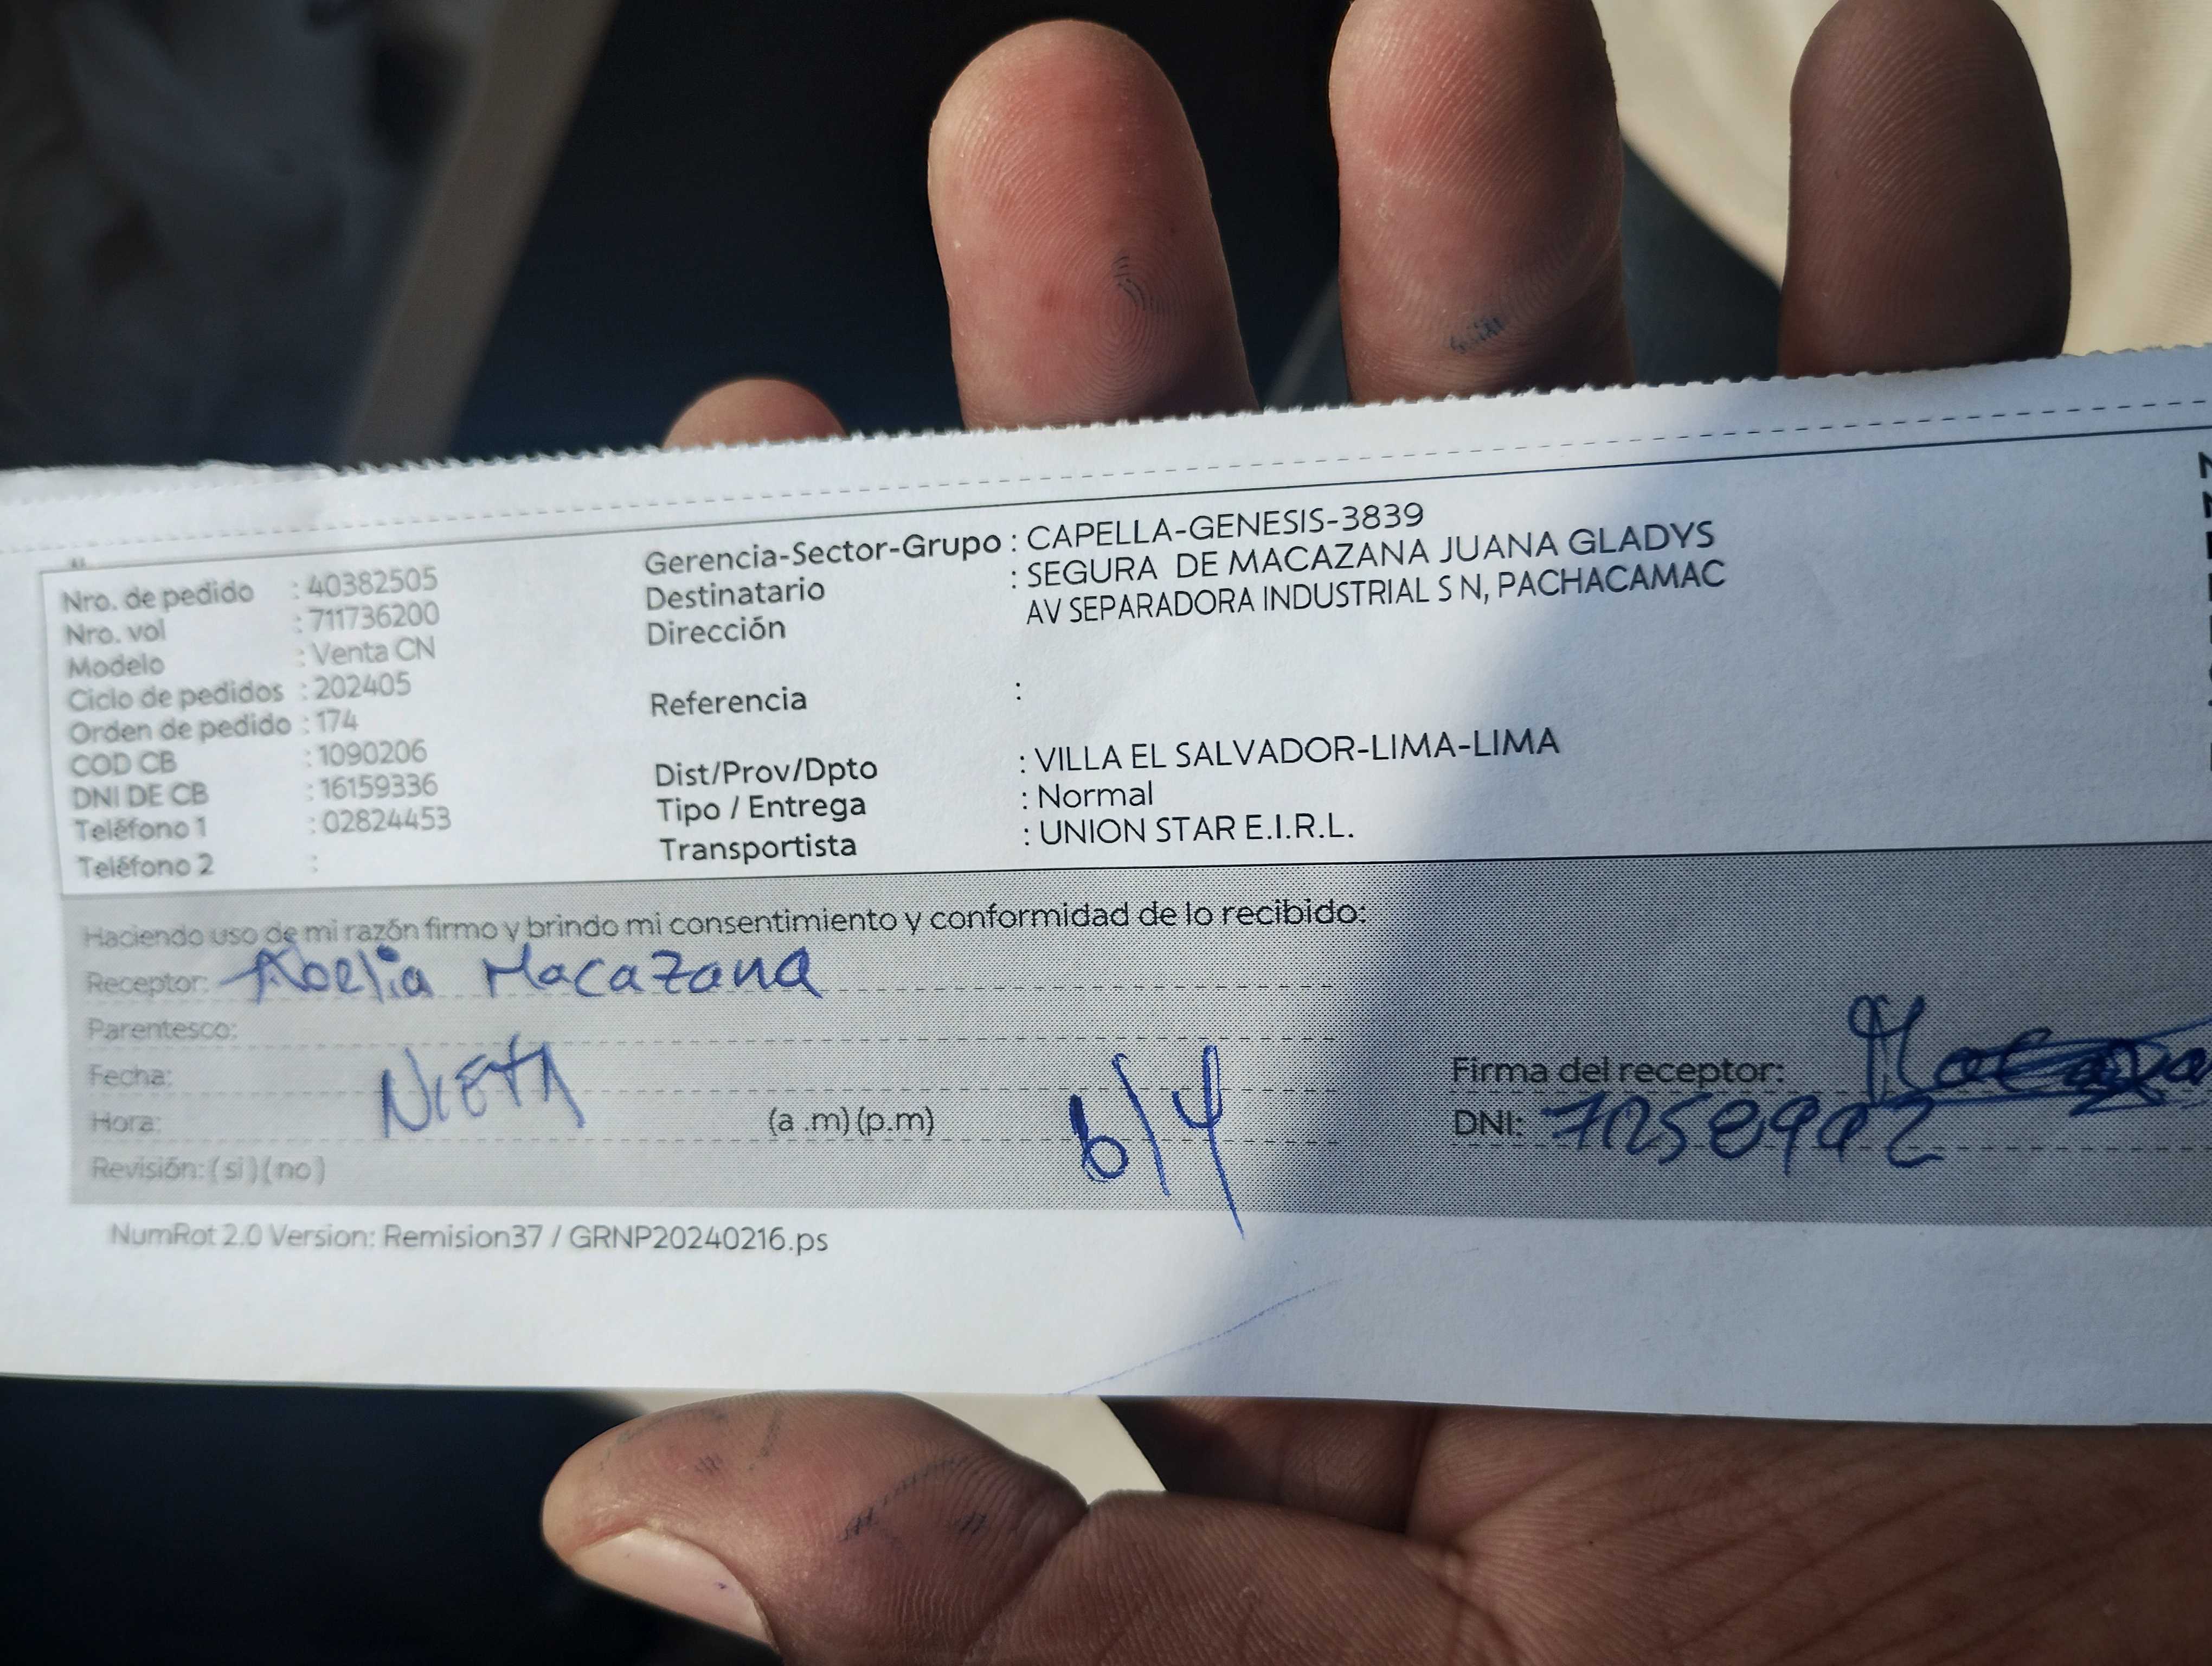 Nro. de pedido : 40382505
Nro. vol : 711736200
Modelo : Venta CN
Ciclo de pedidos : 202405
Orden de pedido : 174
COD CB : 1090206
DNI DE CB : 16159336
Teléfono 1 : 02824453
Teléfono 2 :
Gerencia-Sector-Grupo : CAPELLA-GENESIS-3839
Destinatario : SEGURA DE MACAZANA JUANA GLADYS
Dirección AV SEPARADORA INDUSTRIAL S N, PACHACAMAC
Referencia :
Dist/Prov/Dpto : VILLA EL SALVADOR-LIMA-LIMA
Tipo / Entrega : Normal
Transportista : UNION STAR E.I.R.L.
Haciendo uso de mi razón firmo y brindo mi consentimiento y conformidad de lo recibido:
Receptor: Macazana
Parentesco:
Fecha: NIETA 6/4
Hora: (a .m) (p.m)
Revisión: ( si ) ( no )
Firma del receptor:
DNI:
NumRot 2.0 Version: Remision37 / GRNP20240216.ps